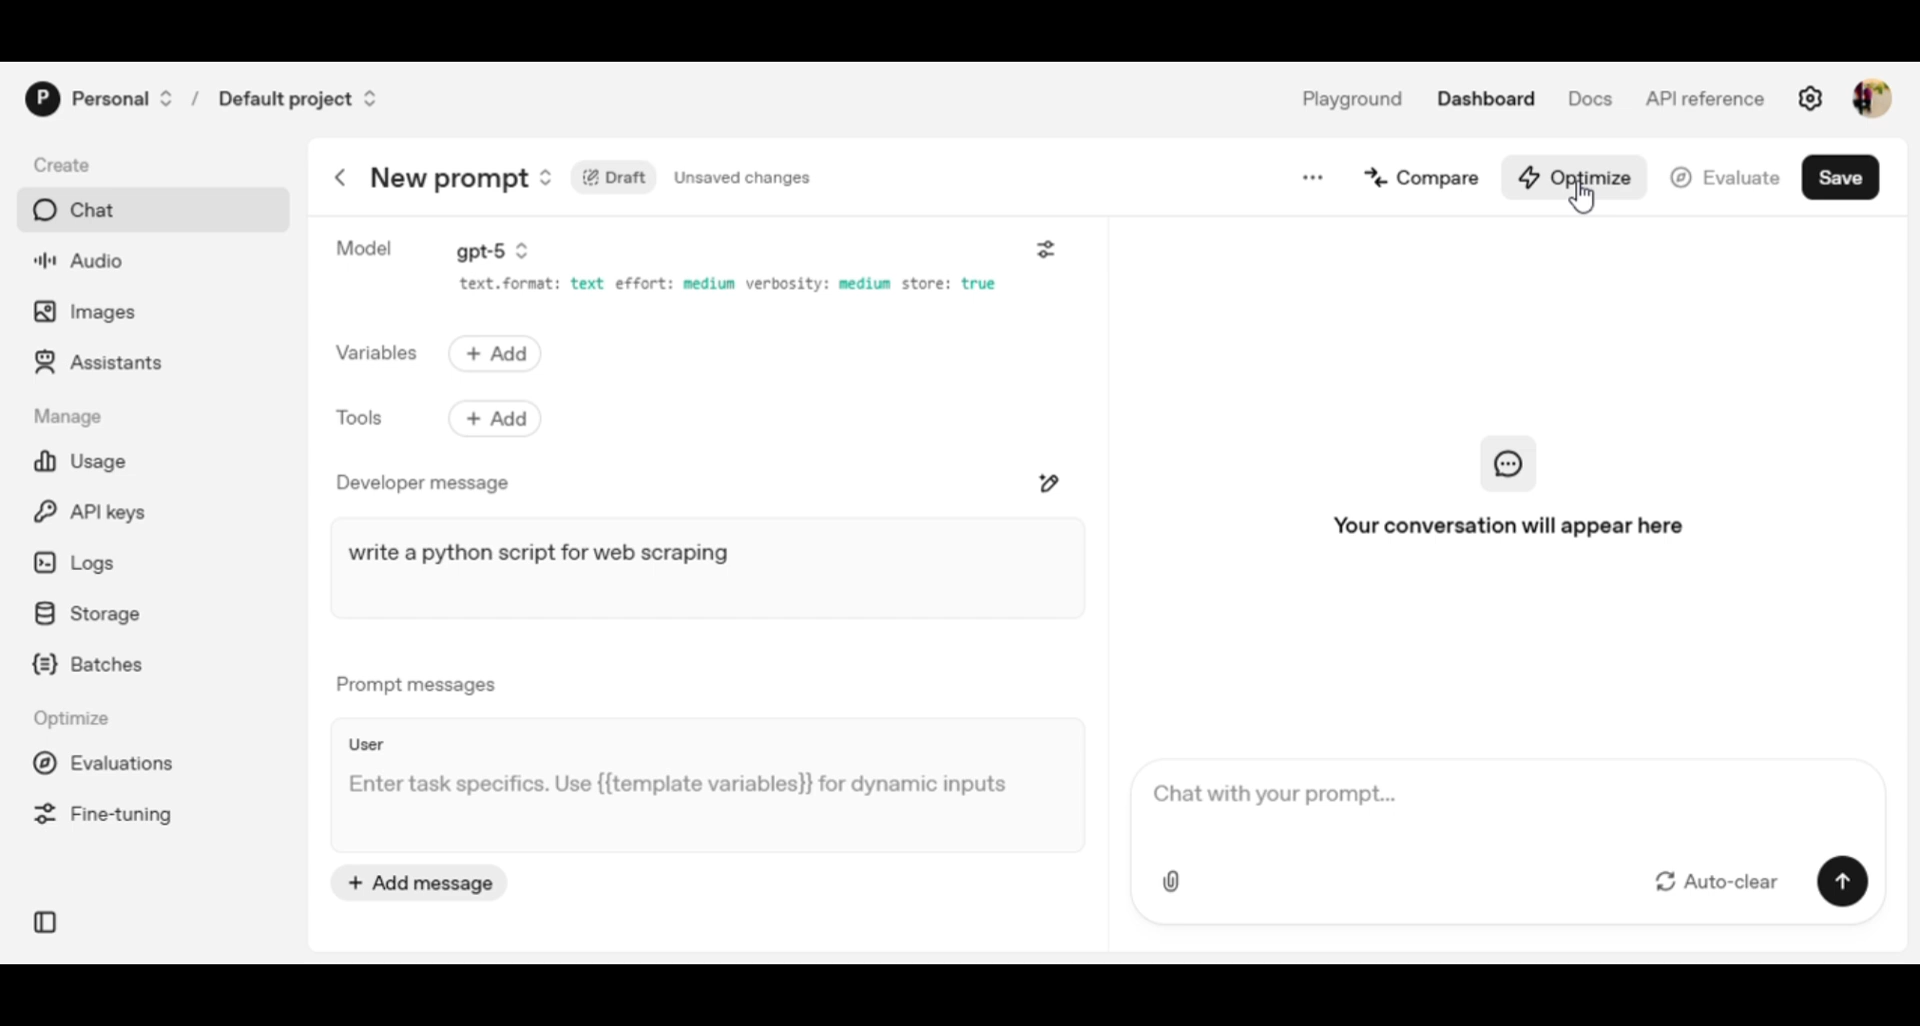 P Personal / Default project
Playground Dashboard Docs API reference
Create
Chat
Audio
Images
Assistants
Manage
Usage
API keys
Logs
Storage
Batches
Optimize
Evaluations
Fine-tuning
New prompt Draft Unsaved changes
... Compare Optimize Evaluate Save
Model gpt-5
text.format: text effort: medium verbosity: medium store: true
Variables + Add
Tools + Add
Developer message
write a python script for web scraping
Prompt messages
User
Enter task specifics. Use {{template variables}} for dynamic inputs
+ Add message
Your conversation will appear here
Chat with your prompt...
Auto-clear